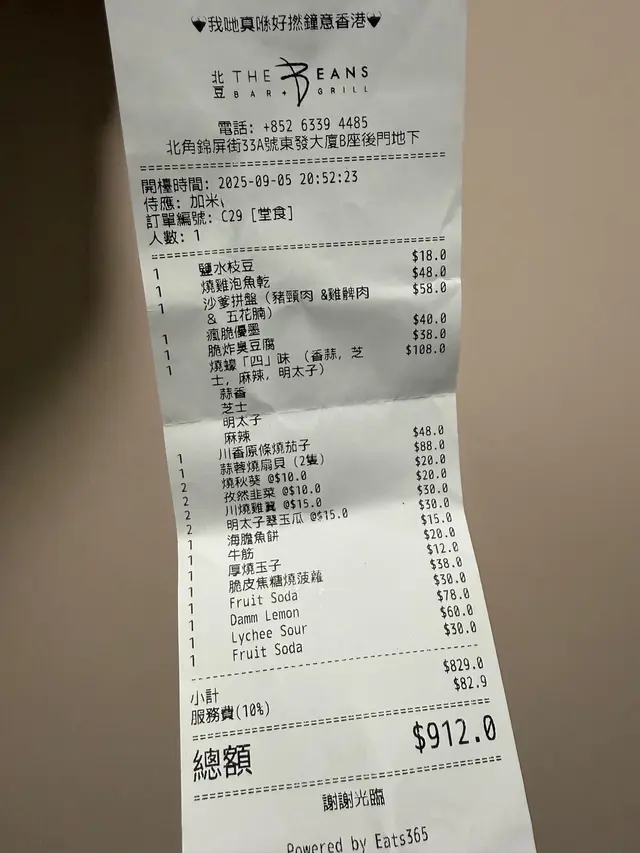 我哋真喺好撚鐘意香港
北豆 THE BEANS
BAR + GRILL
電話: +852 6339 4485
北角錦屏街33A號東發大廈B座後門地下
開檯時間: 2025-09-05 20:52:23
侍應: 加米
訂單編號: C29 [堂食]
人數: 1
1 鹽水枝豆 $18.0
1 燒雞泡魚乾 $48.0
1 沙爹拼盤（豬頸肉 &雞髀肉 $58.0
& 五花腩）
1 瘋脆優墨 $40.0
1 脆炸臭豆腐 $38.0
1 燒蠔「四」味 （香蒜, 芝 $108.0
士, 麻辣, 明太子）
蒜香
芝士
明太子
麻辣
1 川香原條燒茄子 $48.0
1 蒜蓉燒扇貝 (2隻) $88.0
2 燒秋葵 @$10.0 $20.0
2 孜然韭菜 @$10.0 $20.0
2 川燒雞翼 @$15.0 $30.0
2 明太子翠玉瓜 @$15.0 $30.0
1 海膽魚餅 $15.0
1 牛筋 $20.0
1 厚燒玉子 $12.0
1 脆皮焦糖燒菠蘿 $38.0
1 Fruit Soda $30.0
1 Damm Lemon $78.0
1 Lychee Sour $60.0
1 Fruit Soda $30.0
小計 $829.0
服務費(10%) $82.9
總額 $912.0
謝謝光臨
Powered by Eats365